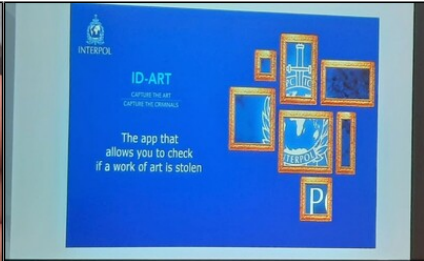 INTERPOL
ID-ART
CAPTURE THE ART
CAPTURE THE CRIMINALS
The app that
allows you to check
if a work of art is stolen
TERPOL
P